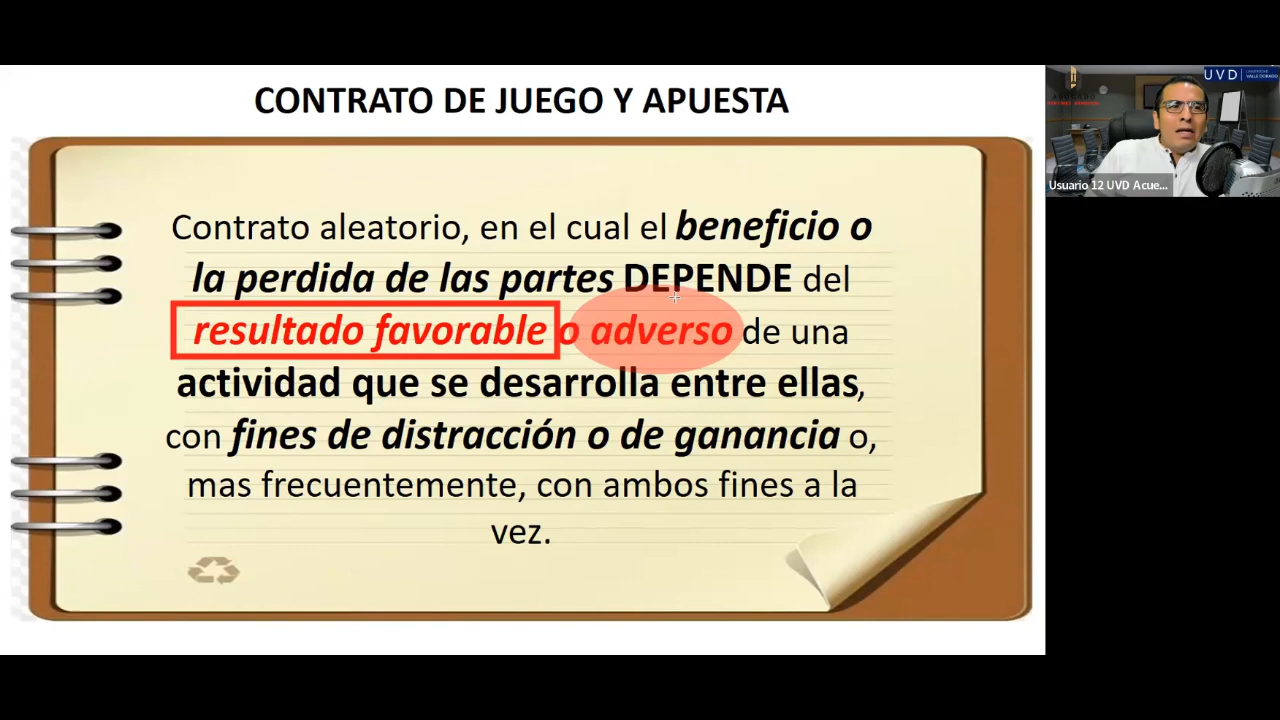 CONTRATO DE JUEGO Y APUESTA
Contrato aleatorio, en el cual el beneficio o
la perdida de las partes DEPENDE del
resultado favorable o adverso de una
actividad que se desarrolla entre ellas,
con fines de distracción o de ganancia o,
mas frecuentemente, con ambos fines a la
vez.
UVD
Usuario 12 UVD Acue...